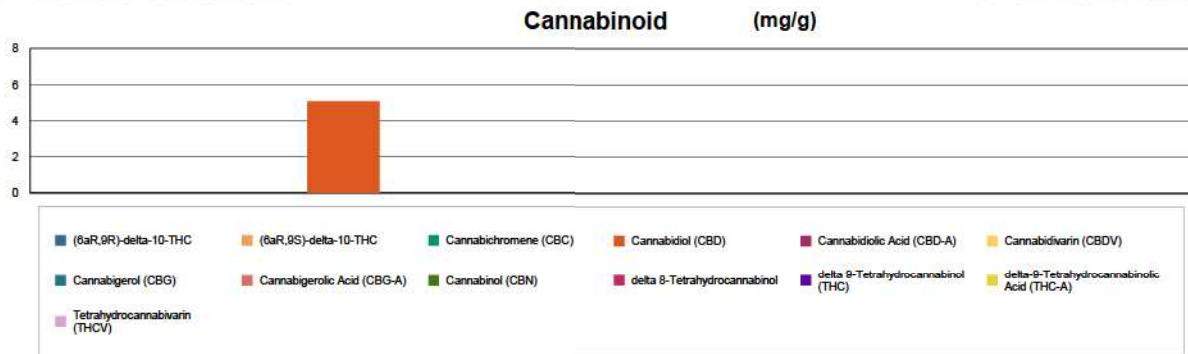 Cannabinoid (mg/g)
8
6
4
2
0
(6aR,9R)-delta-10-THC
(6aR,9S)-delta-10-THC
Cannabichromene (CBC)
Cannabidiol (CBD)
Cannabidiolic Acid (CBD-A)
Cannabidivarin (CBDV)
Cannabigerol (CBG)
Cannabigerolic Acid (CBG-A)
Cannabinol (CBN)
delta 8-Tetrahydrocannabinol
delta 9-Tetrahydrocannabinol
(THC)
delta-9-Tetrahydrocannabinolic
Acid (THC-A)
Tetrahydrocannabivarin
(THCV)